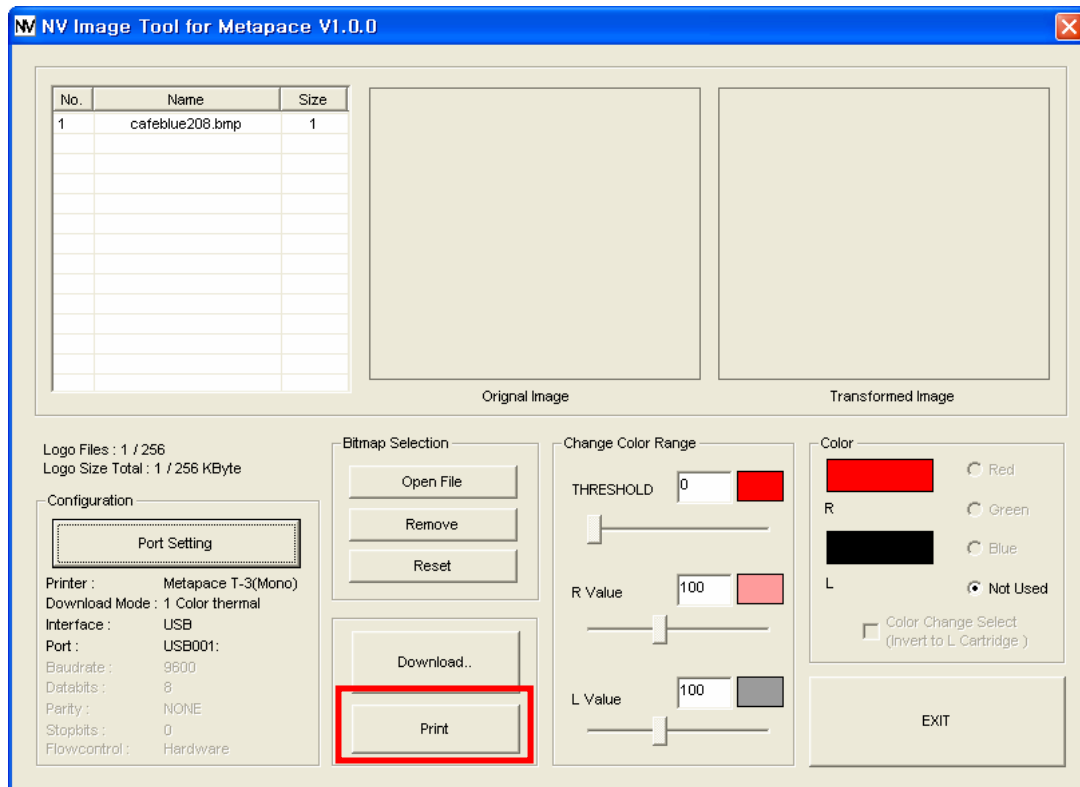 NV NV Image Tool for Metapace V1.0.0
No. Name Size
1 cafeblue208.bmp 1
Orignal Image
Transformed Image
Logo Files : 1 / 256
Logo Size Total : 1 / 256 KByte
Configuration
Port Setting
Printer : Metapace T-3(Mono)
Download Mode : 1 Color thermal
Interface : USB
Port : USB001:
Baudrate : 9600
Databits : 8
Parity : NONE
Stopbits : 0
Flowcontrol : Hardware
Bitmap Selection
Open File
Remove
Reset
Download..
Print
Change Color Range
THRESHOLD 0
R Value 100
L Value 100
Color
R
L
Red
Green
Blue
Not Used
Color Change Select
(Invert to L Cartridge )
EXIT